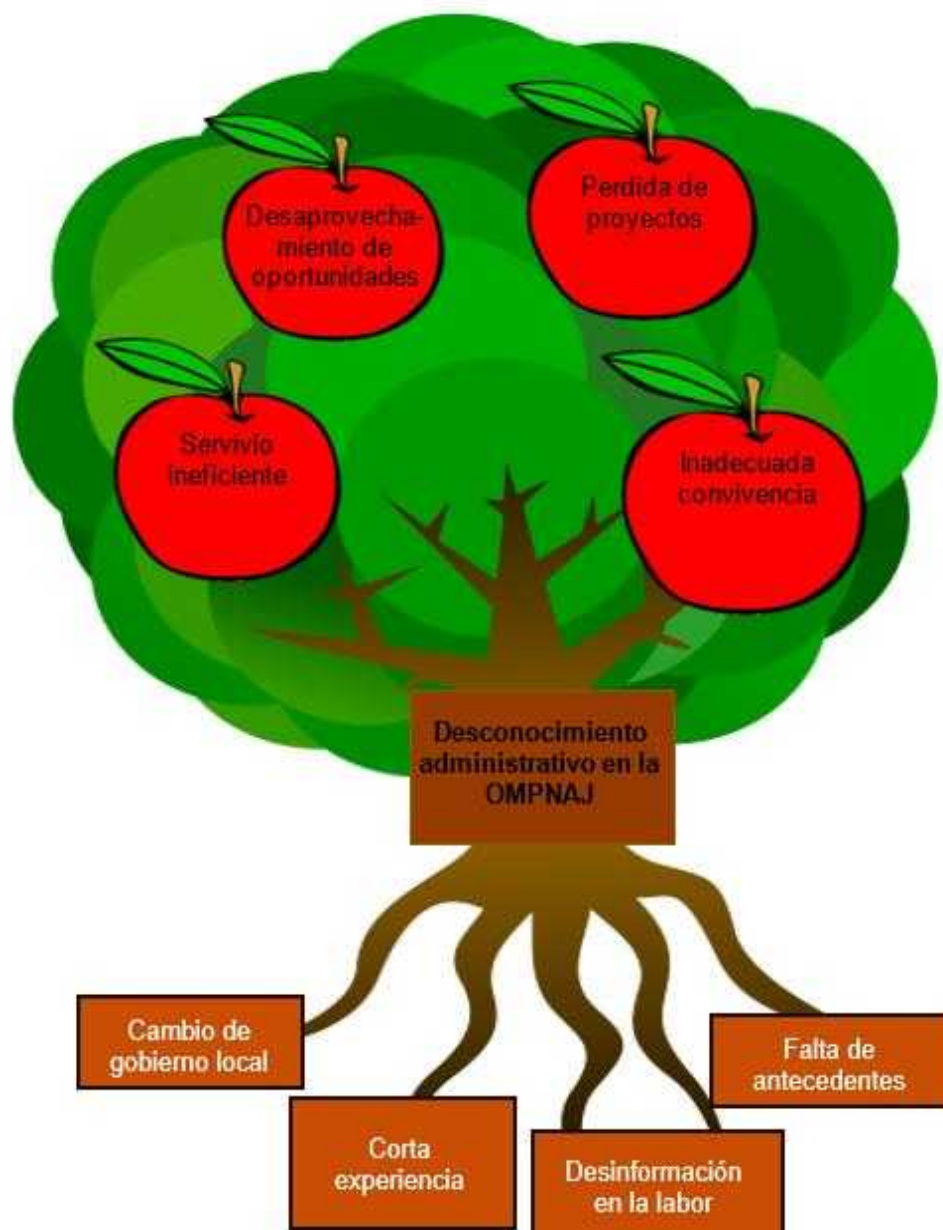 Desaprovecha-
miento de
oportunidades
Perdida de
proyectos
Servivio
ineficiente
Inadecuada
convivencia
Desconocimiento
administrativo en la
OMPNAJ
Cambio de
gobierno local
Corta
experiencia
Desinformación
en la labor
Falta de
antecedentes